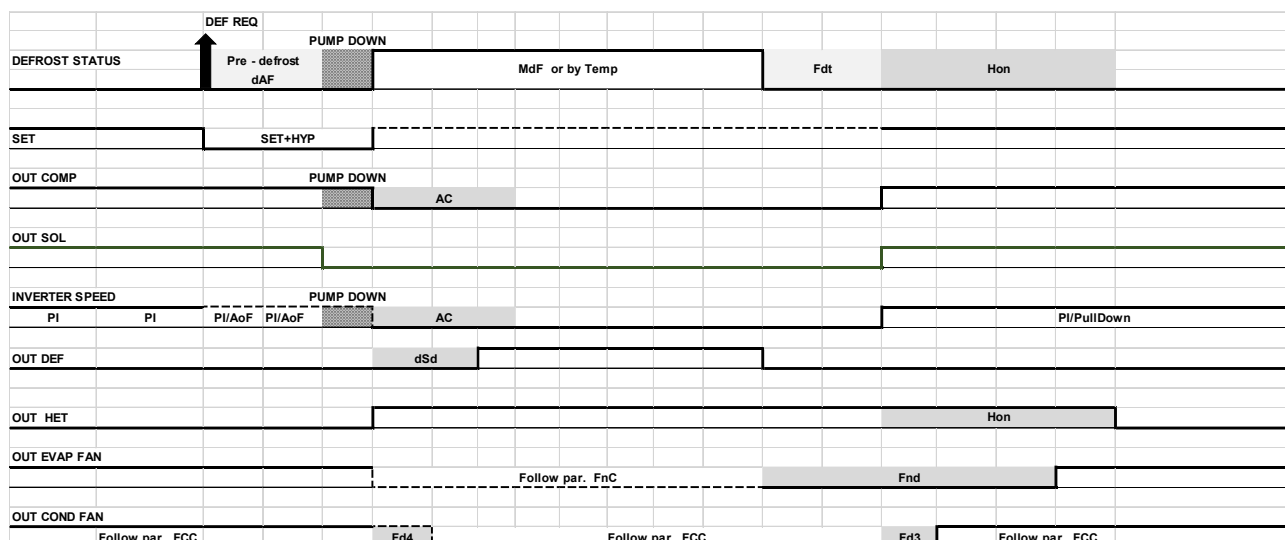 DEF REQ
PUMP DOWN
DEFROST STATUS
Pre - defrost
dAF
MdF or by Temp
Fdt
Hon
SET
SET+HYP
OUT COMP
PUMP DOWN
AC
OUT SOL
INVERTER SPEED
PUMP DOWN
PI
PI
PI/AoF
PI/AoF
AC
PI/PullDown
OUT DEF
dSd
OUT HET
Hon
OUT EVAP FAN
Follow par. FnC
Fnd
OUT COND FAN
Follow par. FCC
Fd4
Follow par. FCC
Fd3
Follow par. FCC